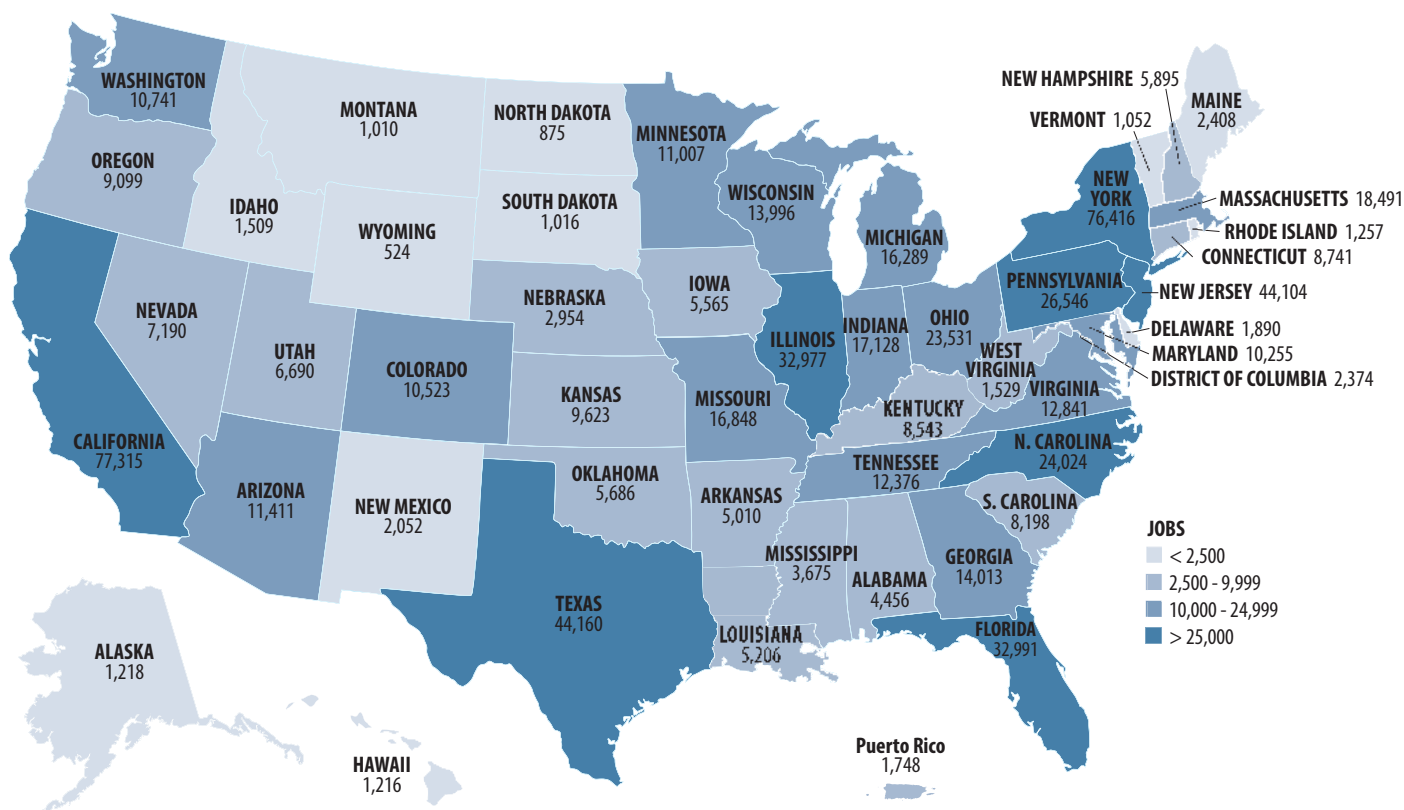 WASHINGTON
10,741
OREGON
9,099
CALIFORNIA
77,315
IDAHO
1,509
NEVADA
7,190
MONTANA
1,010
WYOMING
524
UTAH
6,690
ARIZONA
11,411
COLORADO
10,523
NEW MEXICO
2,052
NORTH DAKOTA
875
SOUTH DAKOTA
1,016
NEBRASKA
2,954
KANSAS
9,623
OKLAHOMA
5,686
TEXAS
44,160
MINNESOTA
11,007
IOWA
5,565
MISSOURI
16,848
ARKANSAS
5,010
LOUISIANA
5,206
WISCONSIN
13,996
ILLINOIS
32,977
MICHIGAN
16,289
INDIANA
17,128
OHIO
23,531
KENTUCKY
8,543
TENNESSEE
12,376
MISSISSIPPI
3,675
ALABAMA
4,456
GEORGIA
14,013
FLORIDA
32,991
S. CAROLINA
8,198
N. CAROLINA
24,024
VIRGINIA
12,841
WEST
VIRGINIA
1,529
PENNSYLVANIA
26,546
NEW
YORK
76,416
NEW HAMPSHIRE 5,895
VERMONT 1,052
MAINE
2,408
MASSACHUSETTS 18,491
RHODE ISLAND 1,257
CONNECTICUT 8,741
NEW JERSEY 44,104
DELAWARE 1,890
MARYLAND 10,255
DISTRICT OF COLUMBIA 2,374
ALASKA
1,218
HAWAII
1,216
Puerto Rico
1,748
JOBS
< 2,500
2,500 - 9,999
10,000 - 24,999
> 25,000